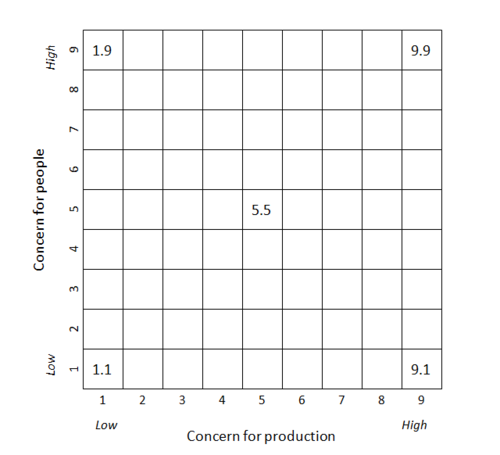 High
9
1.9
9.9
8
7
6
Concern for people
5
5.5
4
3
2
Low
1
1.1
9.1
1 2 3 4 5 6 7 8 9
Low
High
Concern for production